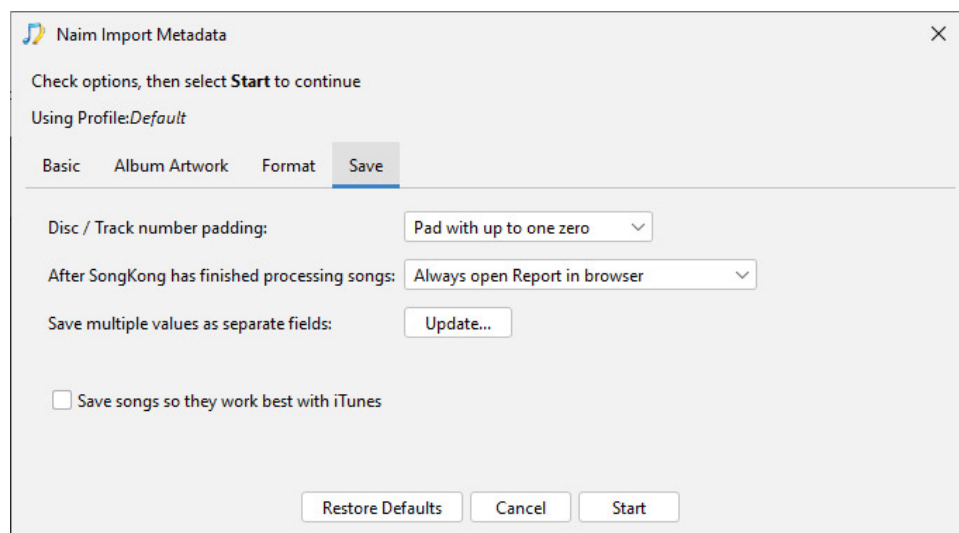 Naim Import Metadata
Check options, then select Start to continue
Using Profile:Default
Basic Album Artwork Format Save
Disc / Track number padding: Pad with up to one zero
After SongKong has finished processing songs: Always open Report in browser
Save multiple values as separate fields: Update...
Save songs so they work best with iTunes
Restore Defaults Cancel Start